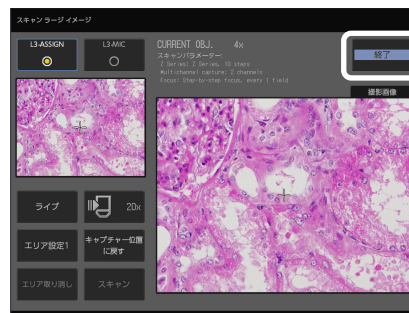 スキャン ラージ イメージ
L3-ASSIGN
L3-MIC
CURRENT OBJ. 4x
スキャンパラメーター:
Z Series: Z Series, 10 steps
Multichannel capture: 2 channels
Focus: Step-by-step focus, every 1 field
終了
撮影画像
ライブ
20x
エリア設定1
キャプチャー位置
に戻す
エリア取り消し
スキャン